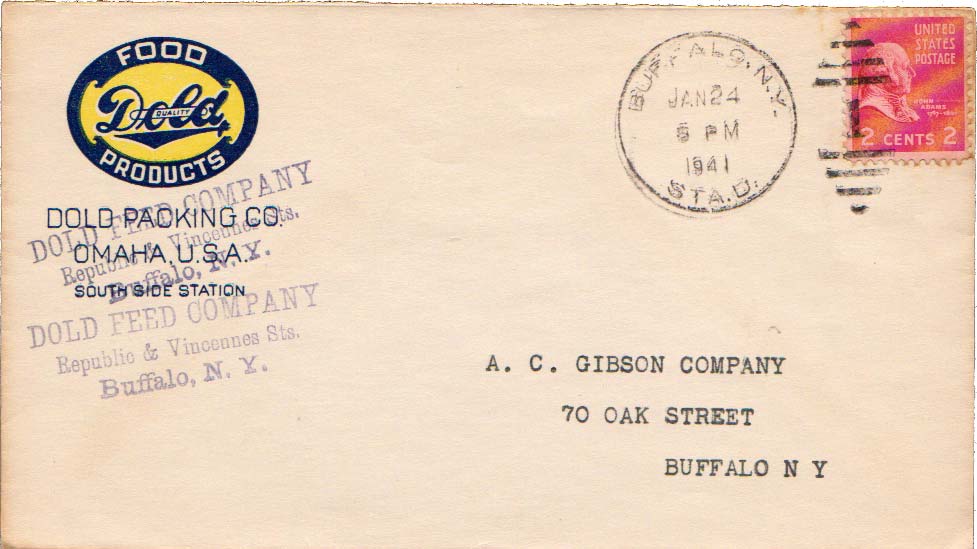 FOOD
Dold
QUALITY
PRODUCTS
DOLD PACKING CO.
OMAHA, U.S.A.
SOUTH SIDE STATION
DOLD FEED COMPANY
Republic & Vincennes Sts.
Buffalo, N. Y.
DOLD FEED COMPANY
Republic & Vincennes Sts.
Buffalo, N. Y.
BUFFALO, N.Y.
JAN 24
5 PM
1941
STA. D.
UNITED
STATES
POSTAGE
JOHN
ADAMS
1797-1801
2 CENTS 2
A. C. GIBSON COMPANY
70 OAK STREET
BUFFALO N Y